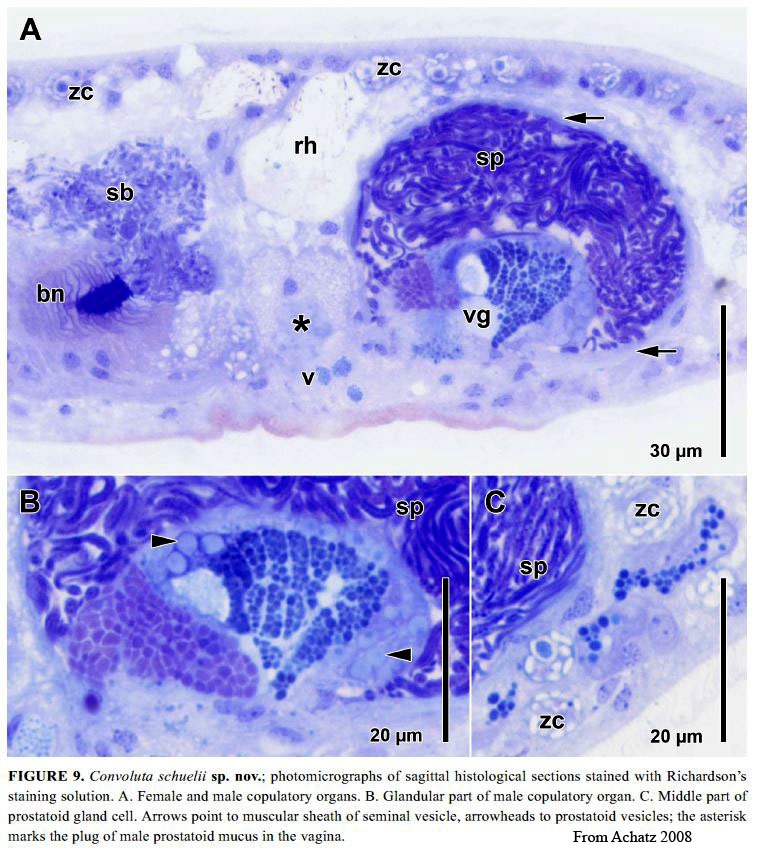 A
zc
zc
rh
sp
sb
bn
vg
*
v
30 µm
B
sp
C
zc
sp
zc
20 µm
20 µm
FIGURE 9. Convoluta schuelii sp. nov.; photomicrographs of sagittal histological sections stained with Richardson's
staining solution. A. Female and male copulatory organs. B. Glandular part of male copulatory organ. C. Middle part of
prostatoid gland cell. Arrows point to muscular sheath of seminal vesicle, arrowheads to prostatoid vesicles; the asterisk
marks the plug of male prostatoid mucus in the vagina.
From Achatz 2008